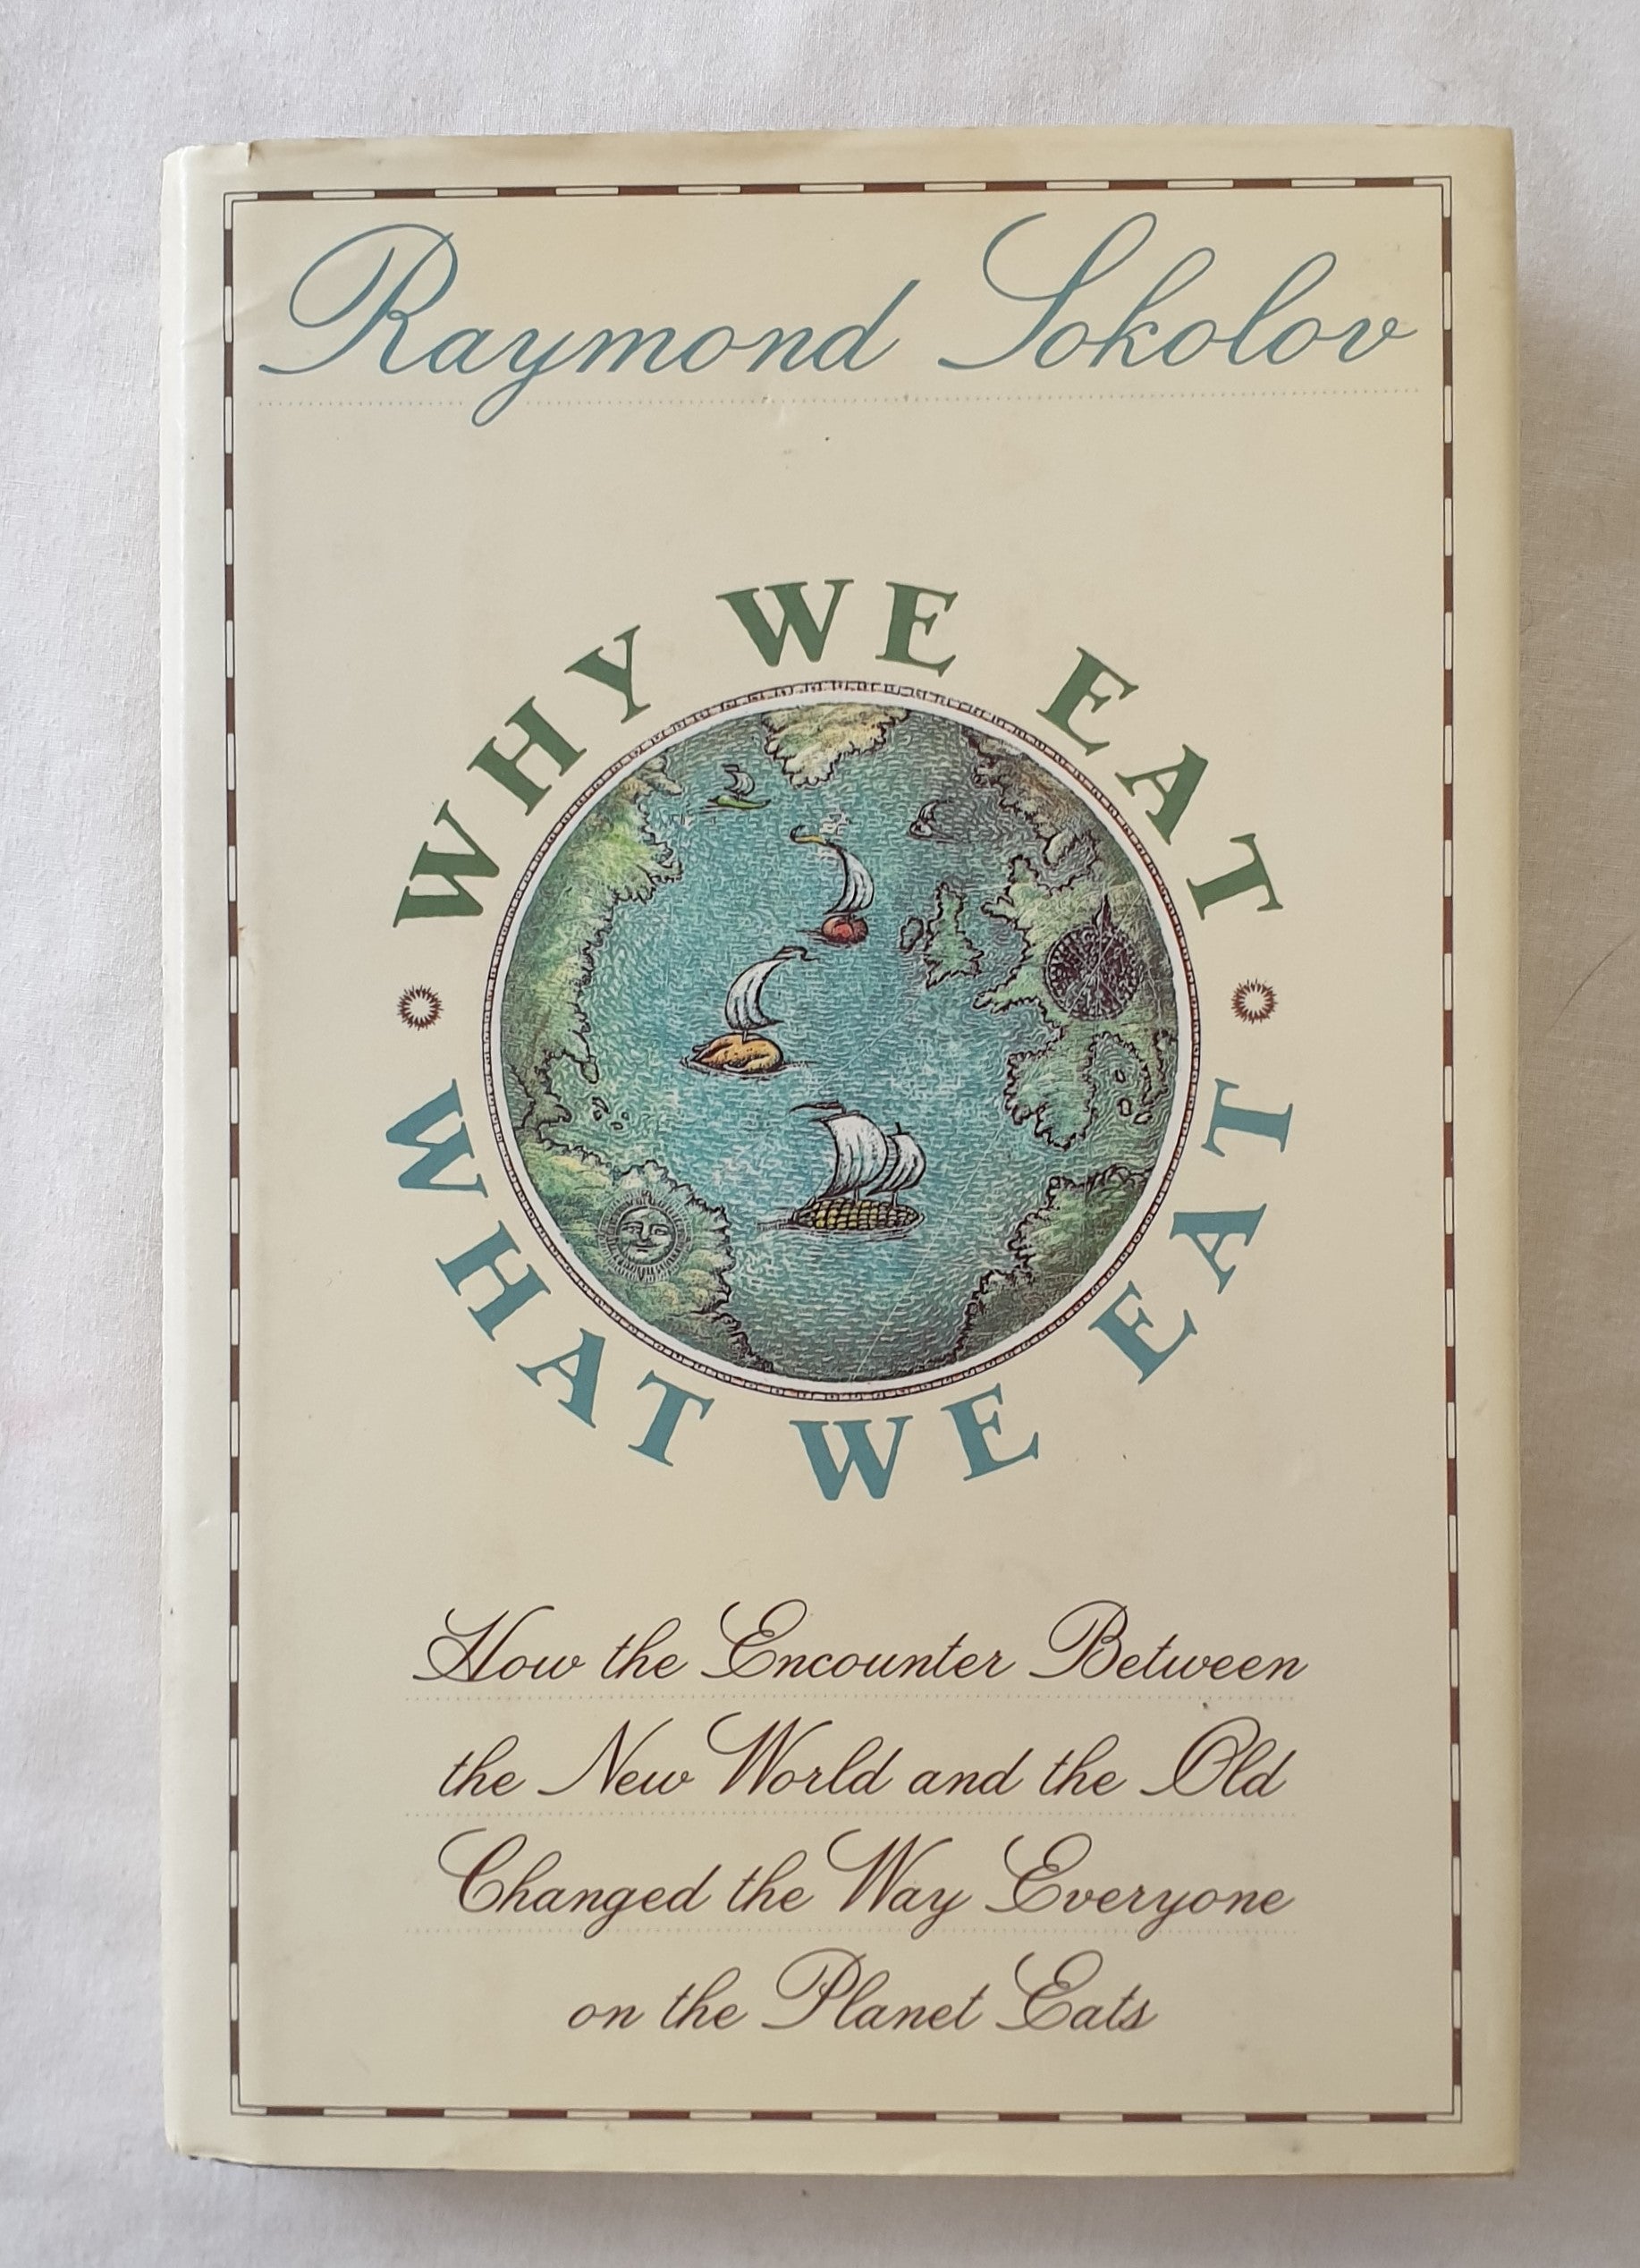 Raymond Sokolov
WHY WE EAT
WHAT WE EAT
How the Encounter Between
the New World and the Old
Changed the Way Everyone
on the Planet Eats